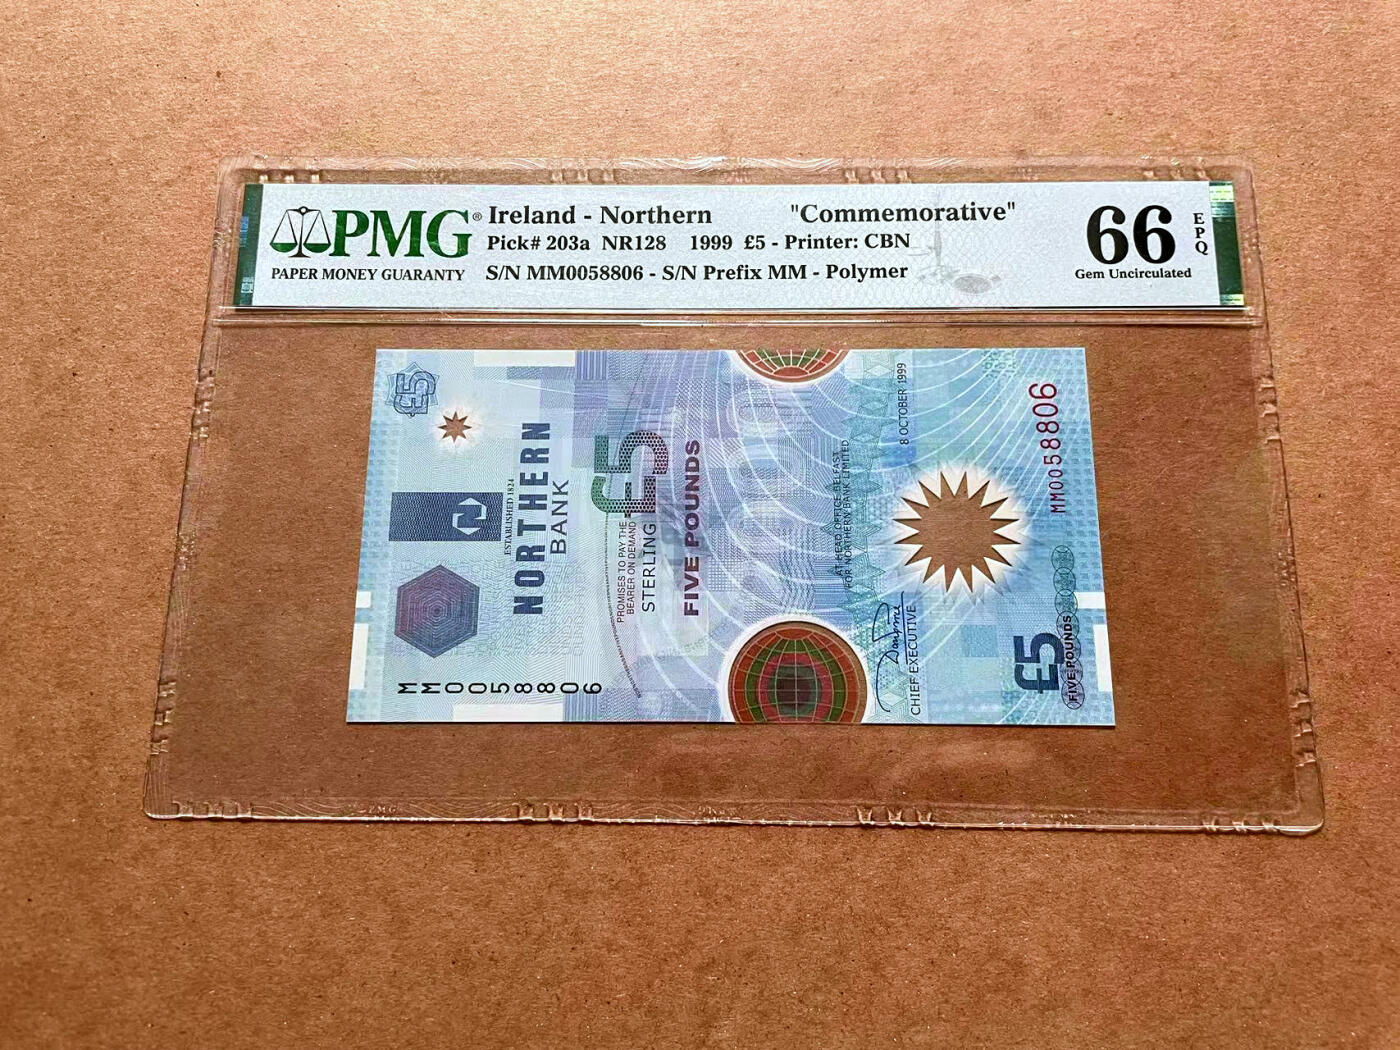 PMG® Ireland - Northern "Commemorative" 66 EPQ
Pick# 203a NR128 1999 £5 - Printer: CBN
PAPER MONEY GUARANTY S/N MM0058806 - S/N Prefix MM - Polymer Gem Uncirculated
£5
ESTABLISHED 1824
NORTHERN
BANK
MM0058806
£5
PROMISES TO PAY THE
BEARER ON DEMAND
STERLING
FIVE POUNDS
AT HEAD OFFICE BELFAST
FOR NORTHERN BANK LIMITED
CHIEF EXECUTIVE
8 OCTOBER 1999
MM0058806
£5
FIVE POUNDS